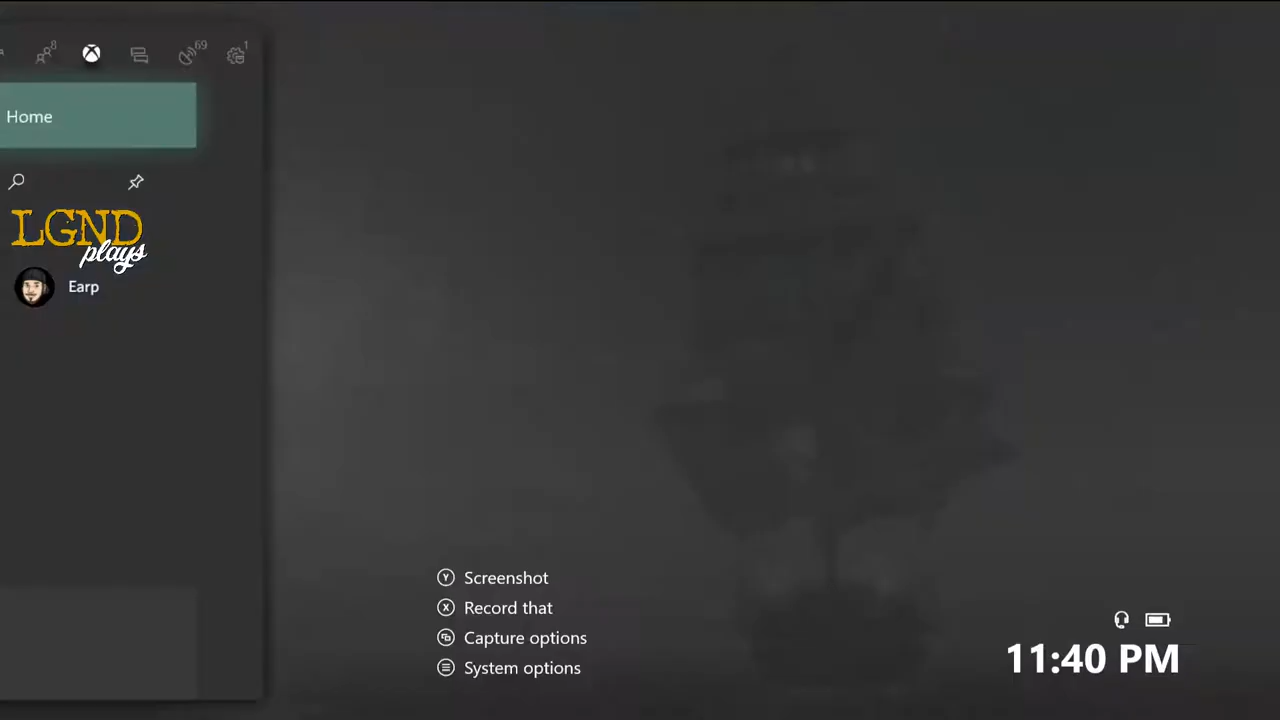 8
69
1
Home
LGND
plays
Earp
Y Screenshot
X Record that
Capture options
System options
11:40 PM